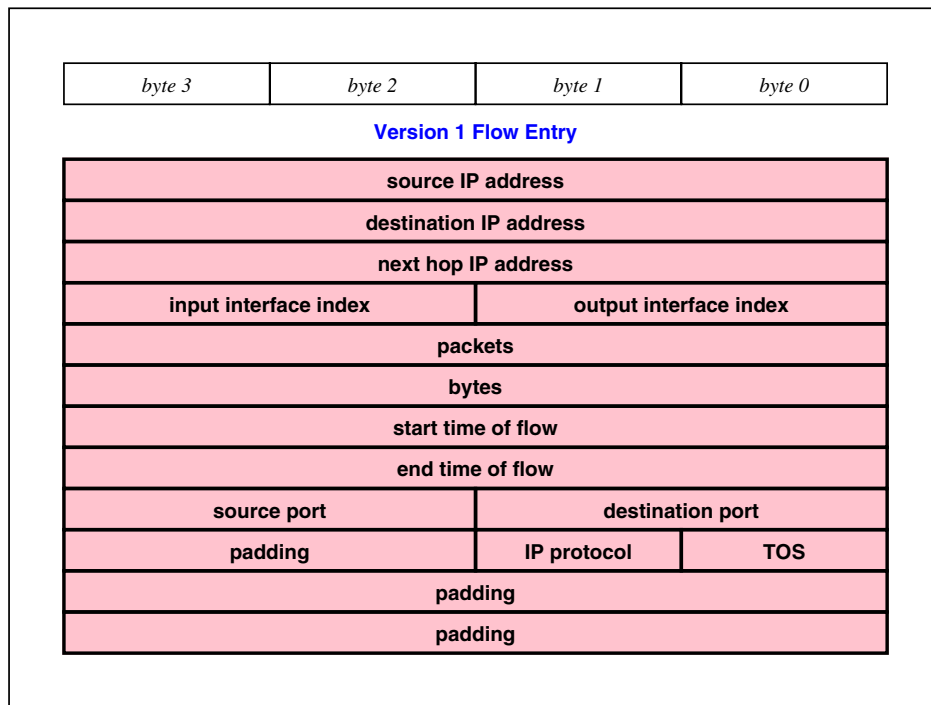 byte 3 byte 2 byte 1 byte 0
Version 1 Flow Entry
source IP address
destination IP address
next hop IP address
input interface index output interface index
packets
bytes
start time of flow
end time of flow
source port destination port
padding IP protocol TOS
padding
padding